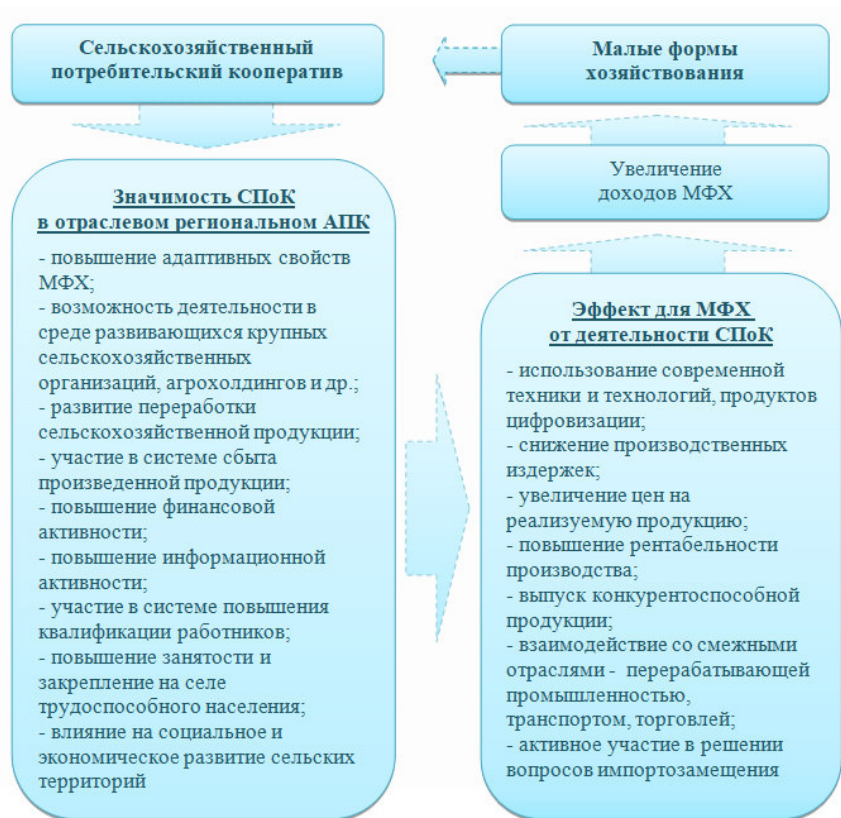 Сельскохозяйственный
потребительский кооператив
Малые формы
хозяйствования
Увеличение
доходов МФХ
Значимость СПоК
в отраслевом региональном АПК
- повышение адаптивных свойств
МФХ;
- возможность деятельности в
среде развивающихся крупных
сельскохозяйственных
организаций, агрохолдингов и др.;
- развитие переработки
сельскохозяйственной продукции;
- участие в системе сбыта
произведенной продукции;
- повышение финансовой
активности;
- повышение информационной
активности;
- участие в системе повышения
квалификации работников;
- повышение занятости и
закрепление на селе
трудоспособного населения;
- влияние на социальное и
экономическое развитие сельских
территорий
Эффект для МФХ
от деятельности СПоК
- использование современной
техники и технологий, продуктов
цифровизации;
- снижение производственных
издержек;
- увеличение цен на
реализуемую продукцию;
- повышение рентабельности
производства;
- выпуск конкурентоспособной
продукции;
- взаимодействие со смежными
отраслями - перерабатывающей
промышленностью,
транспортом, торговлей;
- активное участие в решении
вопросов импортозамещения